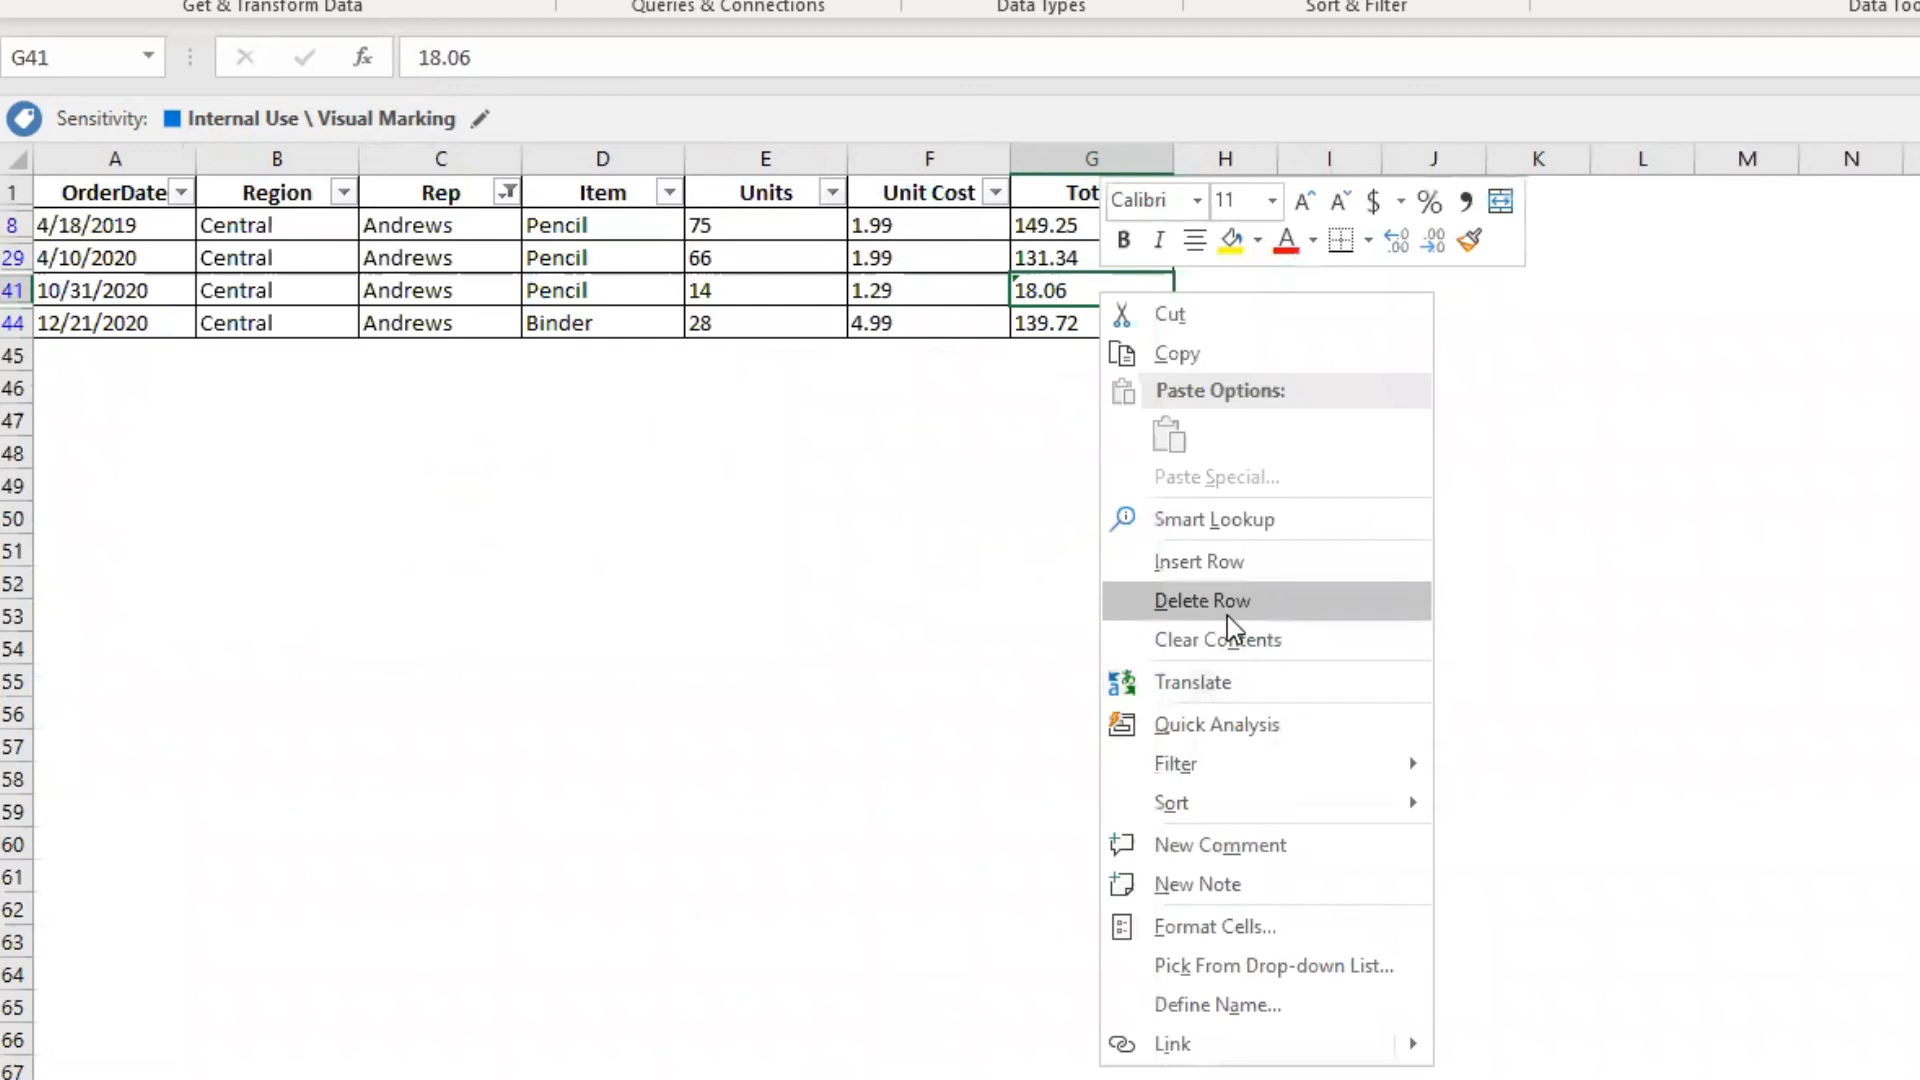 Get & Transform Data Queries & Connections Data Types Sort & Filter Data Too
G41 fx 18.06
Sensitivity: Internal Use \ Visual Marking
A B C D E F G H I J K L M N
1 OrderDate Region Rep Item Units Unit Cost Tot
8 4/18/2019 Central Andrews Pencil 75 1.99 149.25
29 4/10/2020 Central Andrews Pencil 66 1.99 131.34
41 10/31/2020 Central Andrews Pencil 14 1.29 18.06
44 12/21/2020 Central Andrews Binder 28 4.99 139.72
45
46
47
48
49
50
51
52
53
54
55
56
57
58
59
60
61
62
63
64
65
66
67
Calibri 11 A^ A˅ $ % ,
B I A .00 .00
Cut
Copy
Paste Options:
Paste Special...
Smart Lookup
Insert Row
Delete Row
Clear Contents
Translate
Quick Analysis
Filter
Sort
New Comment
New Note
Format Cells...
Pick From Drop-down List...
Define Name...
Link